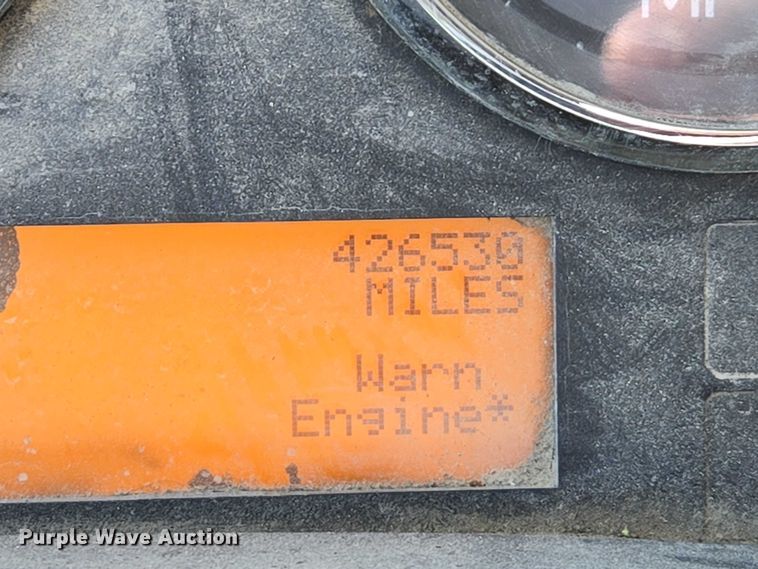 426530
MILES
Warn
Engine*
Purple Wave Auction